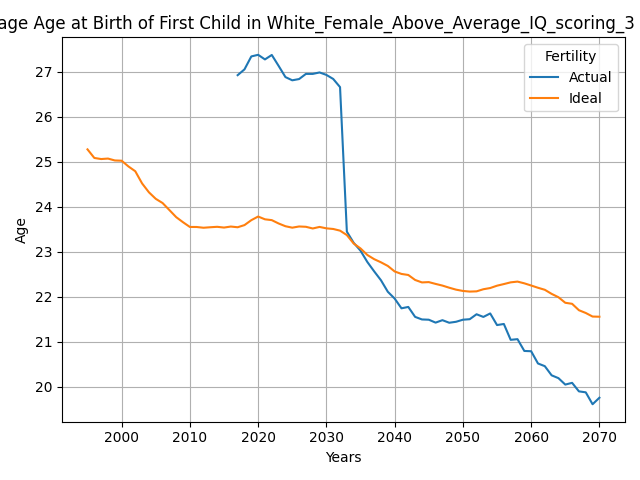 age Age at Birth of First Child in White_Female_Above_Average_IQ_scoring_3
Fertility
Actual
Ideal
27
26
25
24
23
22
21
20
Age
2000 2010 2020 2030 2040 2050 2060 2070
Years